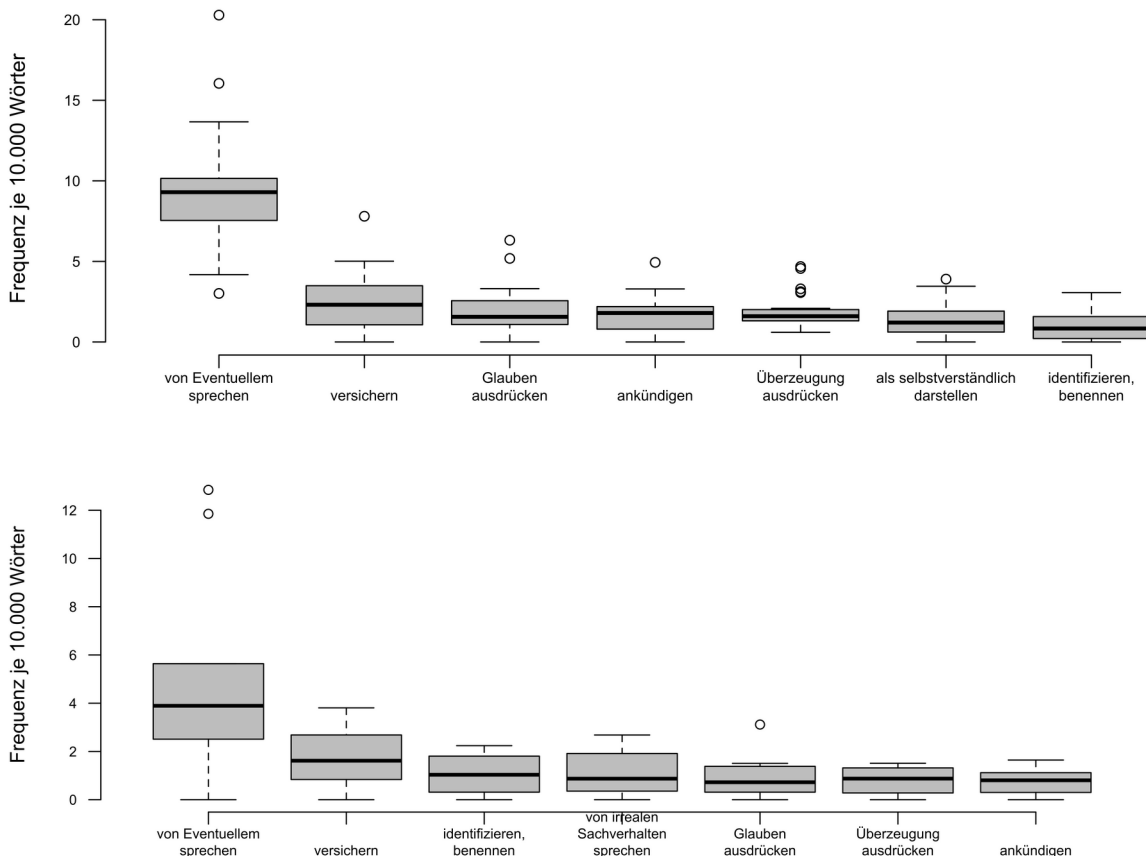 Frequenz je 10.000 Wörter
20
15
10
5
0
von Eventuellem
sprechen
versichern
Glauben
ausdrücken
ankündigen
Überzeugung
ausdrücken
als selbstverständlich
darstellen
identifizieren,
benennen
Frequenz je 10.000 Wörter
12
10
8
6
4
2
0
von Eventuellem
sprechen
versichern
identifizieren,
benennen
von irrealen
Sachverhalten
sprechen
Glauben
ausdrücken
Überzeugung
ausdrücken
ankündigen